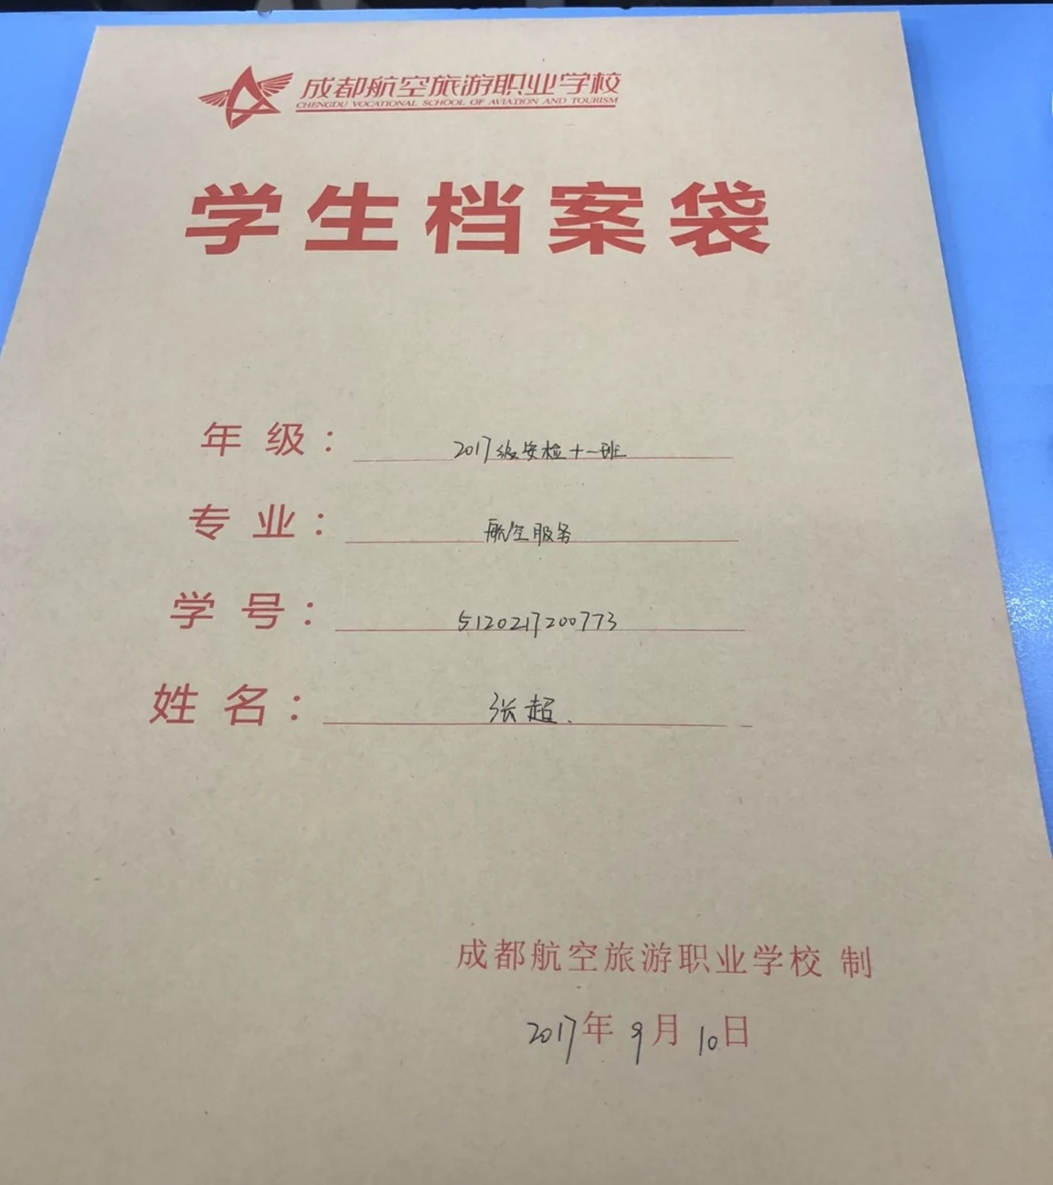 成都航空旅游职业学校
CHENGDU VOCATIONAL SCHOOL OF AVIATION AND TOURISM
学生档案袋
年级：2017级安检十一班
专业：航空服务
学号：5120217200773
姓名：张超.
成都航空旅游职业学校 制
2017年9月10日